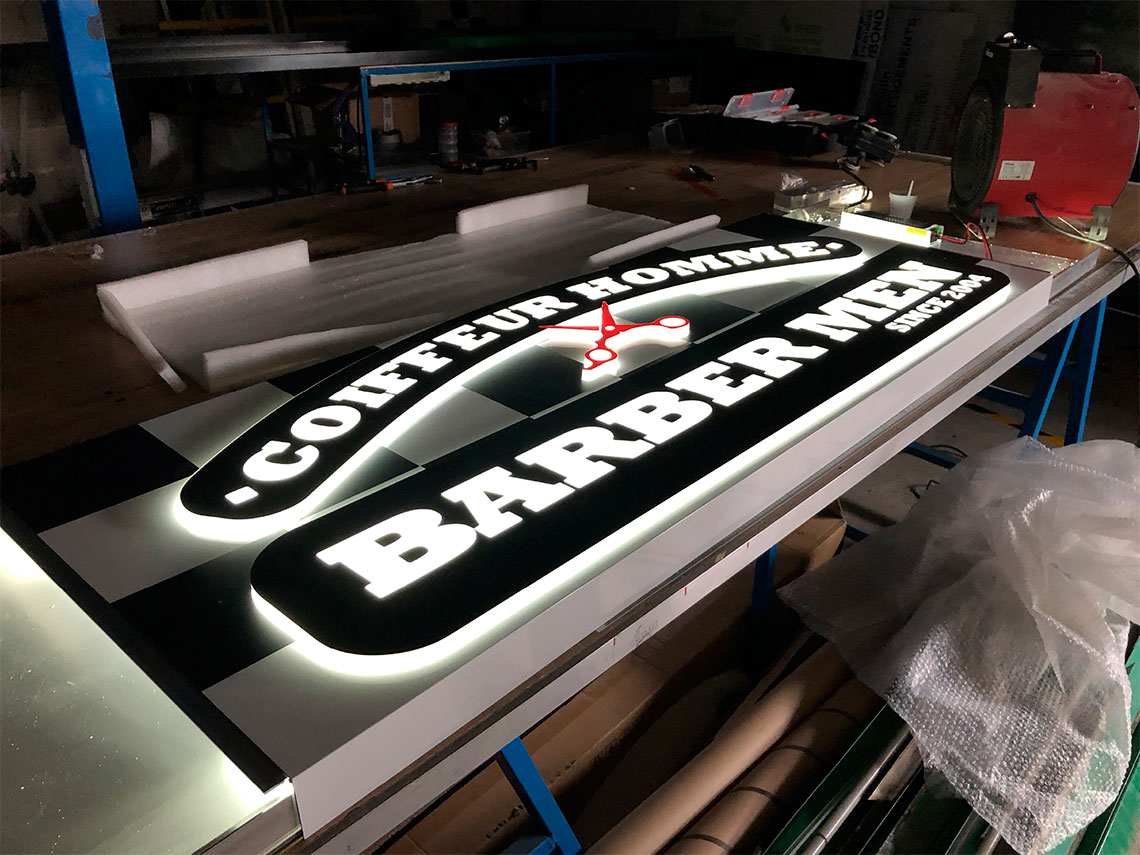 · COIFFEUR HOMME ·
BARBER MEN
SINCE 2004